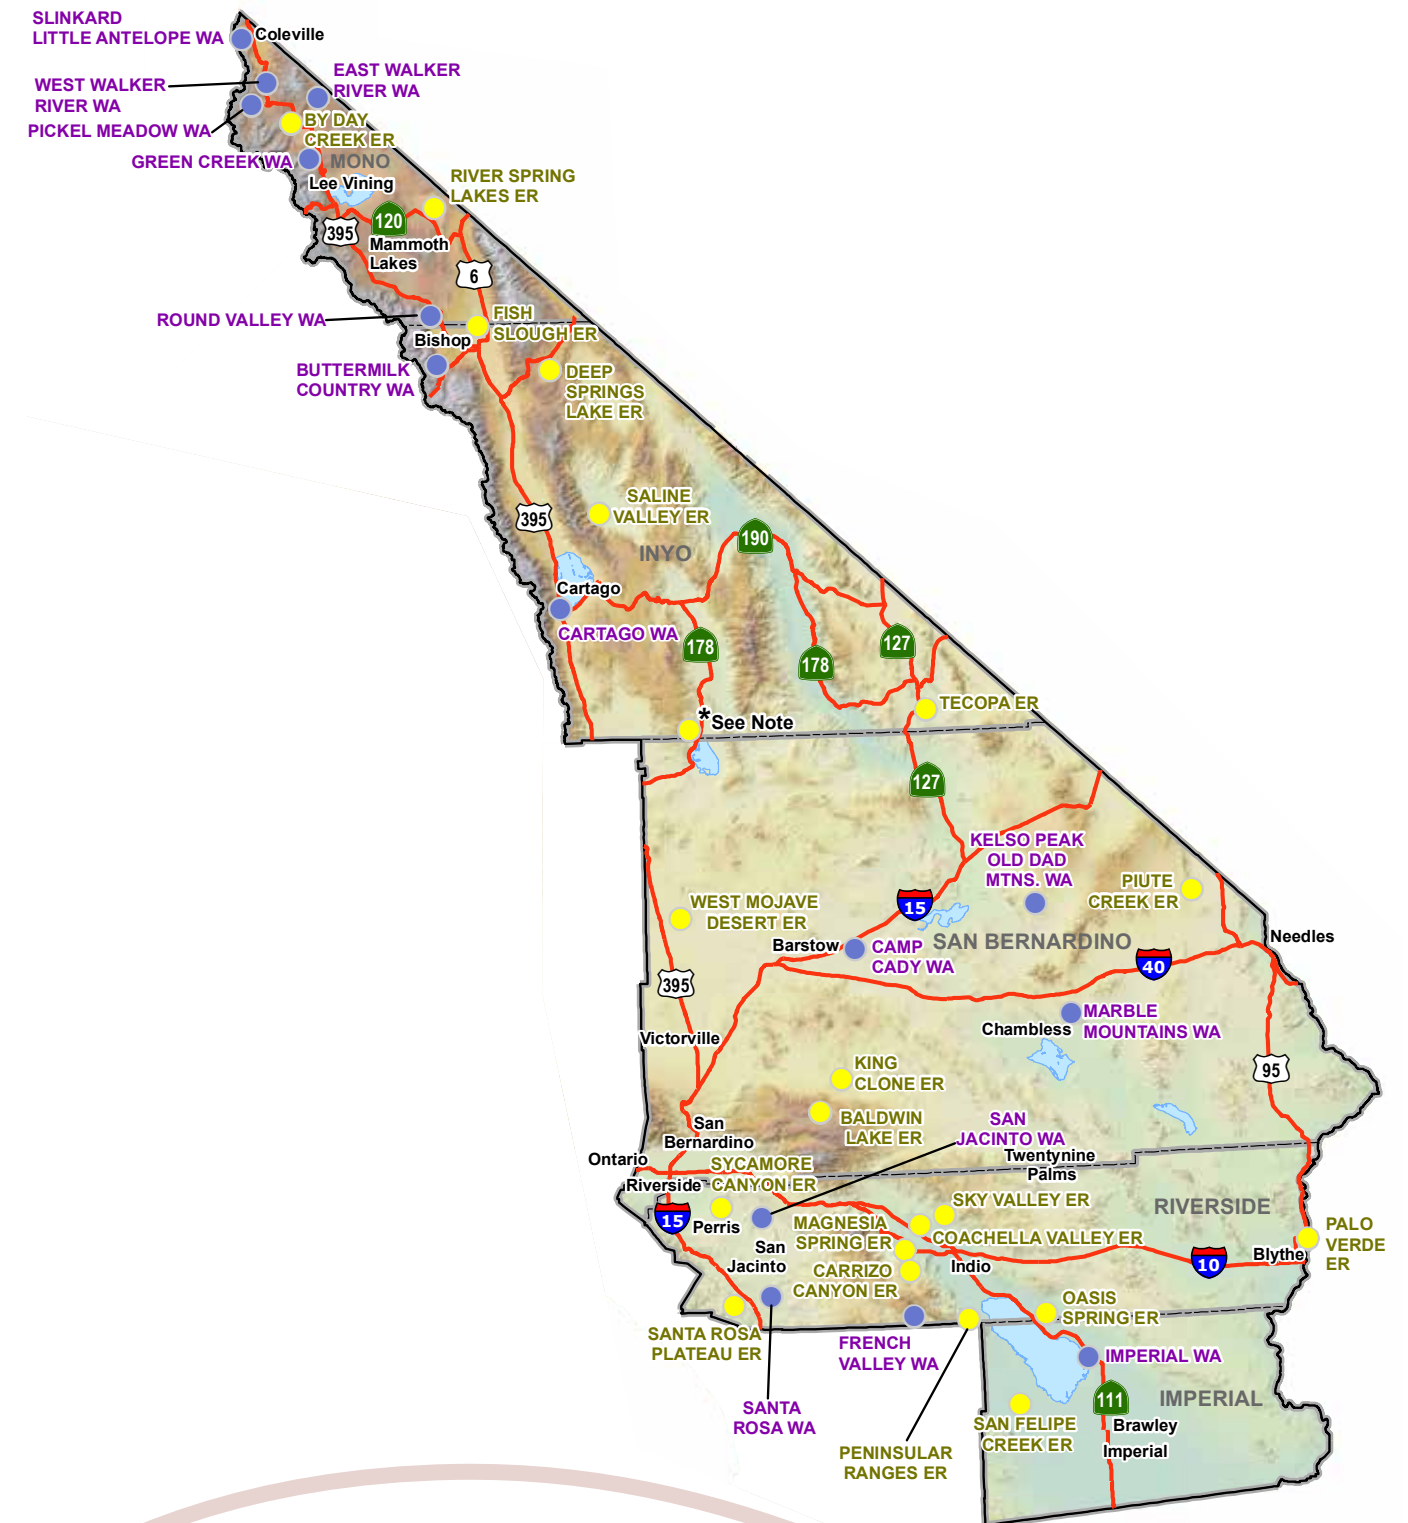 SLINKARD
LITTLE ANTELOPE WA
Coleville
WEST WALKER
RIVER WA
EAST WALKER
RIVER WA
PICKEL MEADOW WA
BY DAY
CREEK ER
GREEN CREEK WA
MONO
Lee Vining
RIVER SPRING
LAKES ER
120
395
Mammoth
Lakes
6
ROUND VALLEY WA
FISH
SLOUGH ER
Bishop
BUTTERMILK
COUNTRY WA
DEEP
SPRINGS
LAKE ER
SALINE
VALLEY ER
395
190
INYO
Cartago
CARTAGO WA
178
178
127
TECOPA ER
*See Note
127
KELSO PEAK
OLD DAD
MTNS. WA
PIUTE
CREEK ER
WEST MOJAVE
DESERT ER
15
Barstow
CAMP
CADY WA
SAN BERNARDINO
Needles
40
395
MARBLE
MOUNTAINS WA
Chambless
Victorville
KING
CLONE ER
95
BALDWIN
LAKE ER
SAN
JACINTO WA
San
Bernardino
Twentynine
Palms
Ontario
SYCAMORE
CANYON ER
Riverside
SKY VALLEY ER
RIVERSIDE
15
Perris
MAGNESIA
SPRING ER
COACHELLA VALLEY ER
PALO
VERDE
ER
San
Jacinto
CARRIZO
CANYON ER
Indio
10
Blythe
OASIS
SPRING ER
SANTA ROSA
PLATEAU ER
FRENCH
VALLEY WA
IMPERIAL WA
SANTA
ROSA WA
111
IMPERIAL
SAN FELIPE
CREEK ER
Brawley
Imperial
PENINSULAR
RANGES ER